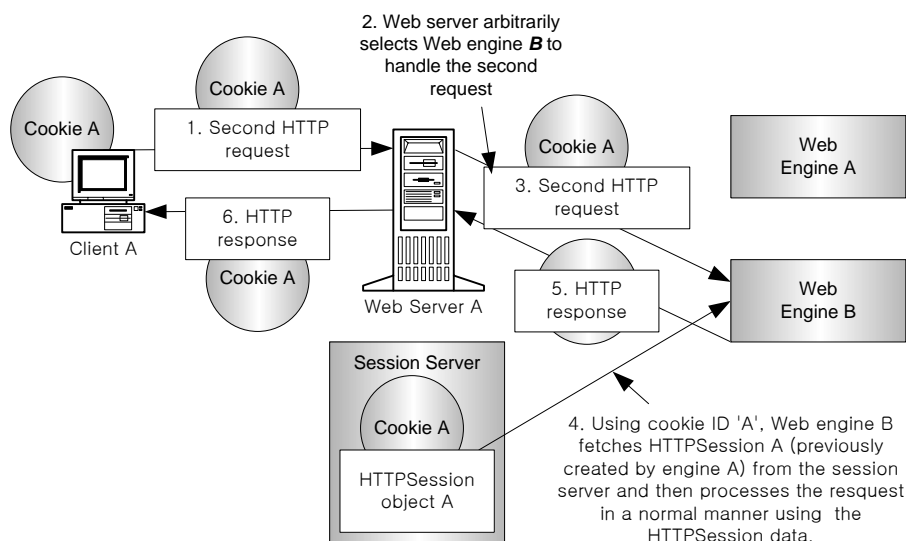 2. Web server arbitrarily
selects Web engine B to
handle the second
request
Cookie A
Cookie A
1. Second HTTP
request
Cookie A
3. Second HTTP
request
Web
Engine A
Client A
6. HTTP
response
Cookie A
Web Server A
5. HTTP
response
Web
Engine B
Session Server
Cookie A
HTTPSession
object A
4. Using cookie ID 'A', Web engine B
fetches HTTPSession A (previously
created by engine A) from the session
server and then processes the resquest
in a normal manner using the
HTTPSession data.